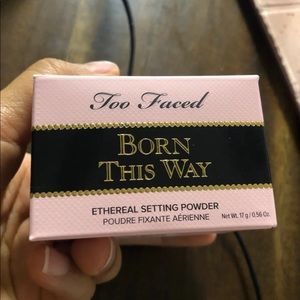 Too Faced
BORN
THIS WAY
ETHEREAL SETTING POWDER
POUDRE FIXANTE AÉRIENNE
Net Wt. 17 g / 0.56 Oz.